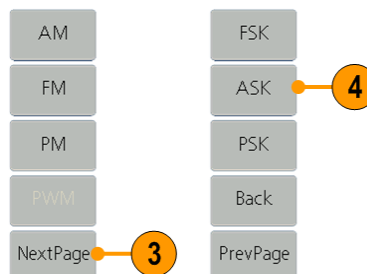 AM
FM
PM
PWM
NextPage
3
FSK
ASK
4
PSK
Back
PrevPage